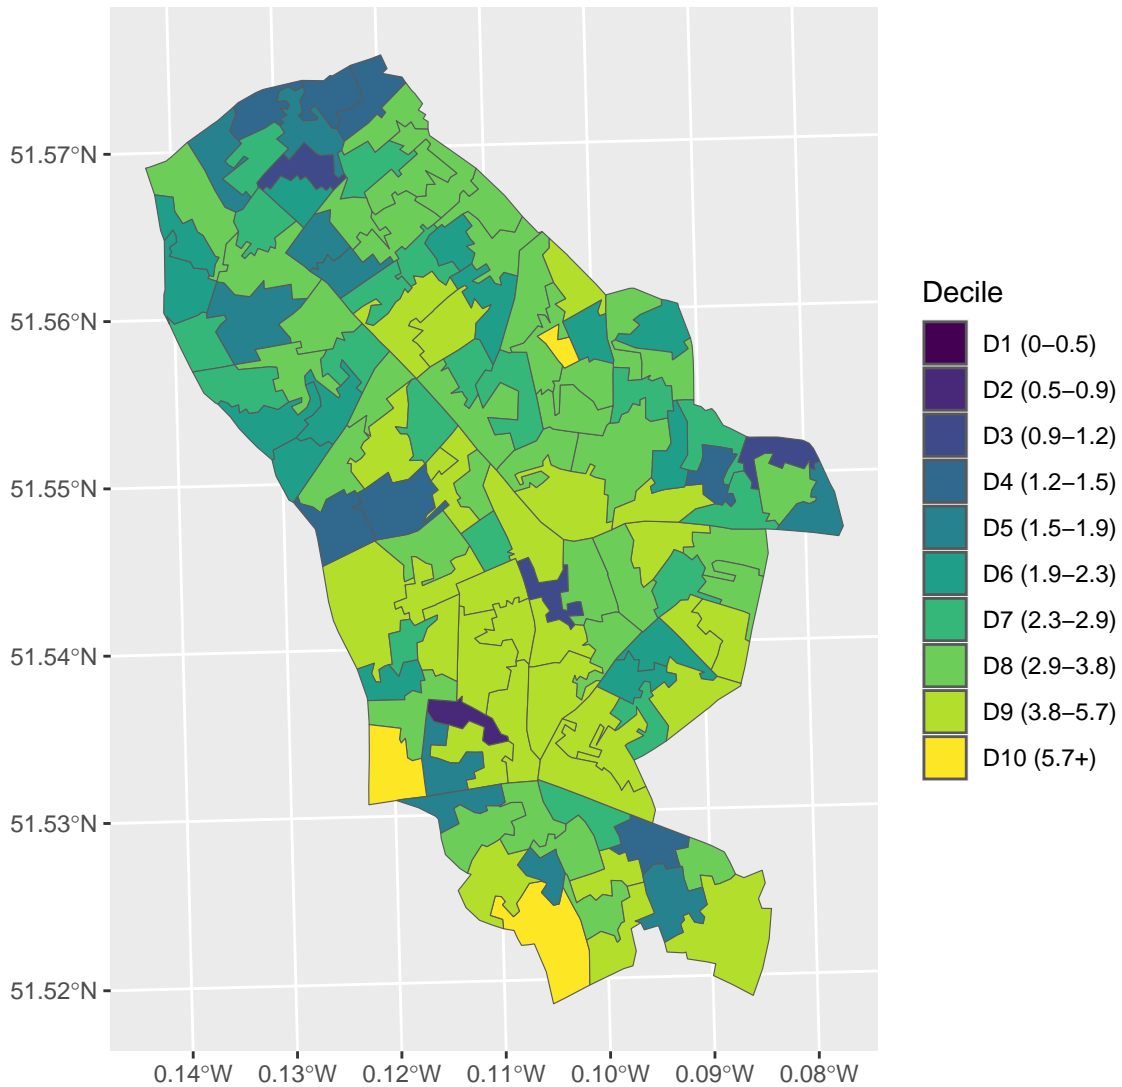 51.57°N
51.56°N
51.55°N
51.54°N
51.53°N
51.52°N
0.14°W 0.13°W 0.12°W 0.11°W 0.10°W 0.09°W 0.08°W
Decile
D1 (0–0.5)
D2 (0.5–0.9)
D3 (0.9–1.2)
D4 (1.2–1.5)
D5 (1.5–1.9)
D6 (1.9–2.3)
D7 (2.3–2.9)
D8 (2.9–3.8)
D9 (3.8–5.7)
D10 (5.7+)